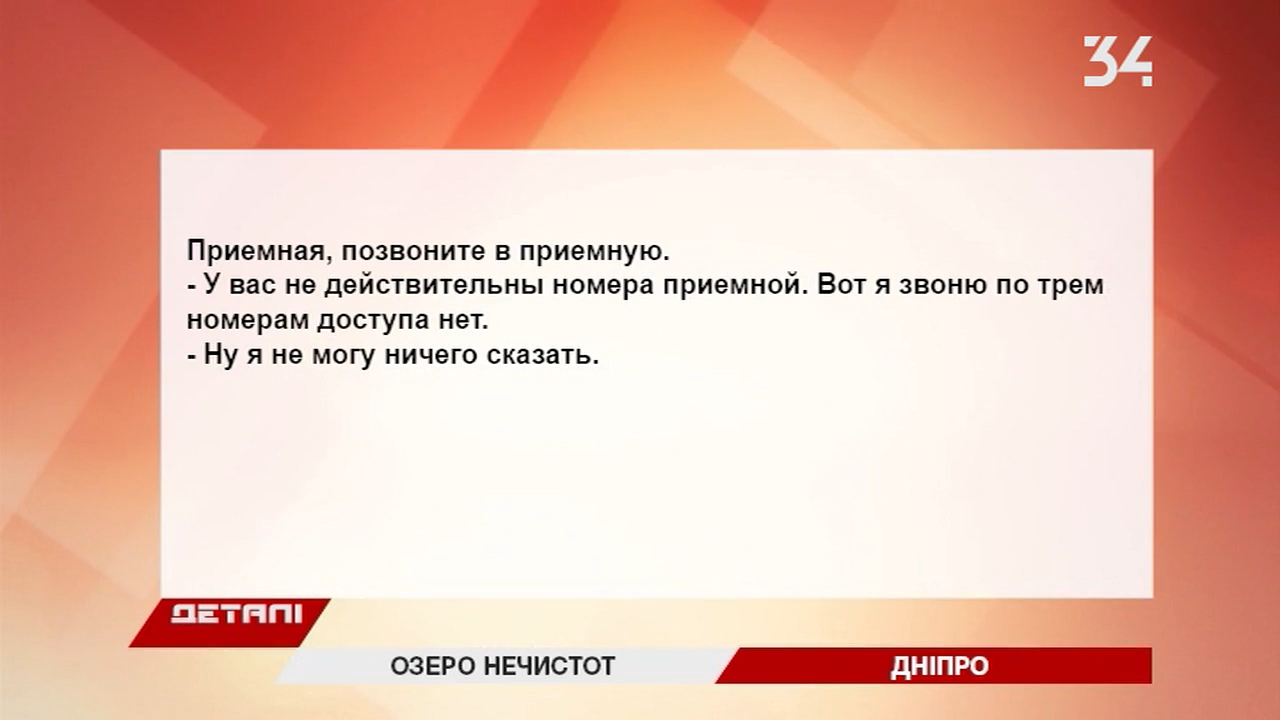 34
Приемная, позвоните в приемную.
- У вас не действительны номера приемной. Вот я звоню по трем
номерам доступа нет.
- Ну я не могу ничего сказать.
ДЕТАЛІ
ОЗЕРО НЕЧИСТОТ
ДНІПРО